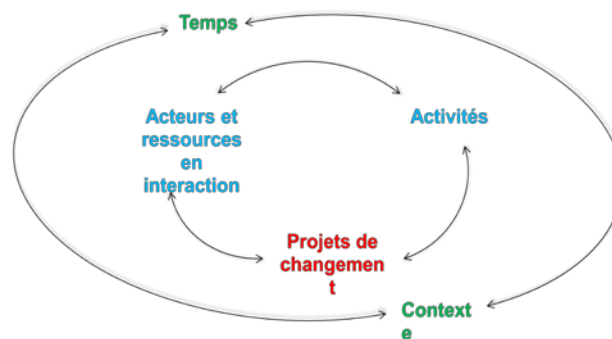 Temps
Acteurs et
ressources
en
interaction
Activités
Projets de
changemen
t
Context
e